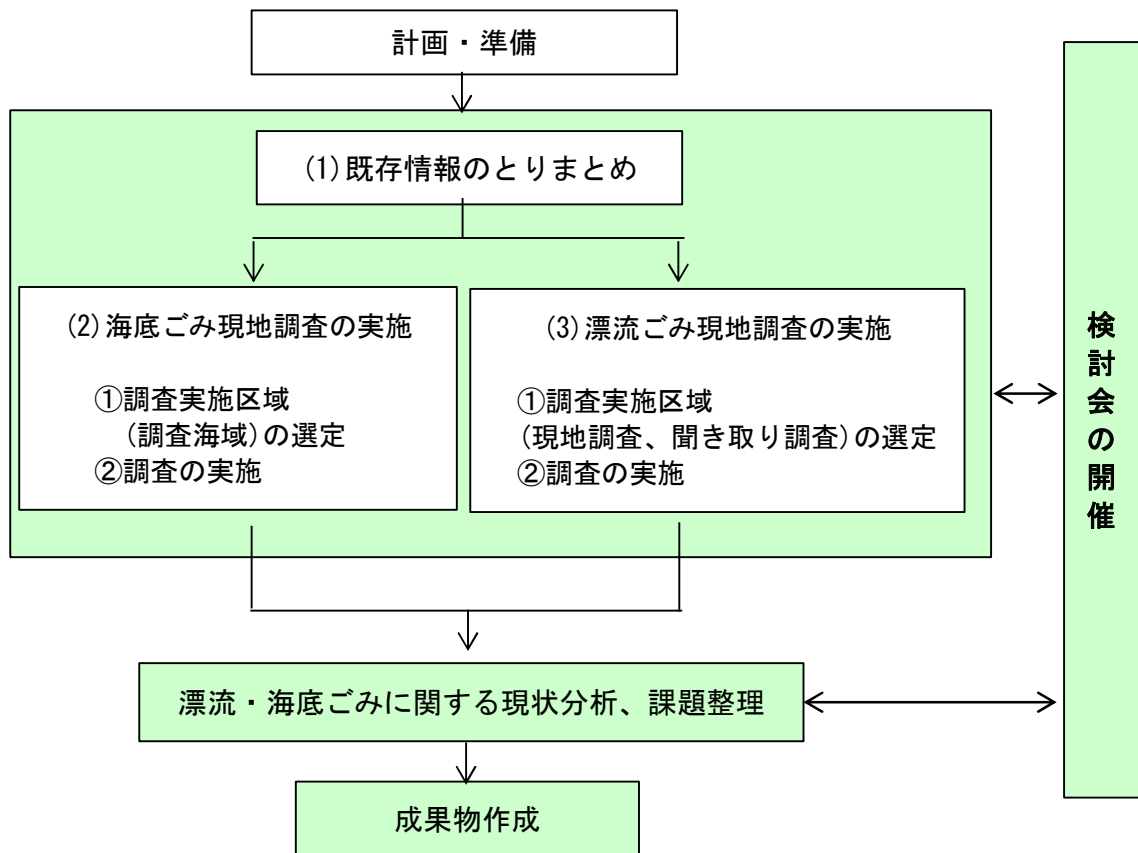 計画・準備
(1)既存情報のとりまとめ
(2)海底ごみ現地調査の実施
①調査実施区域
(調査海域)の選定
②調査の実施
(3)漂流ごみ現地調査の実施
①調査実施区域
(現地調査、聞き取り調査)の選定
②調査の実施
検討会の開催
漂流・海底ごみに関する現状分析、課題整理
成果物作成